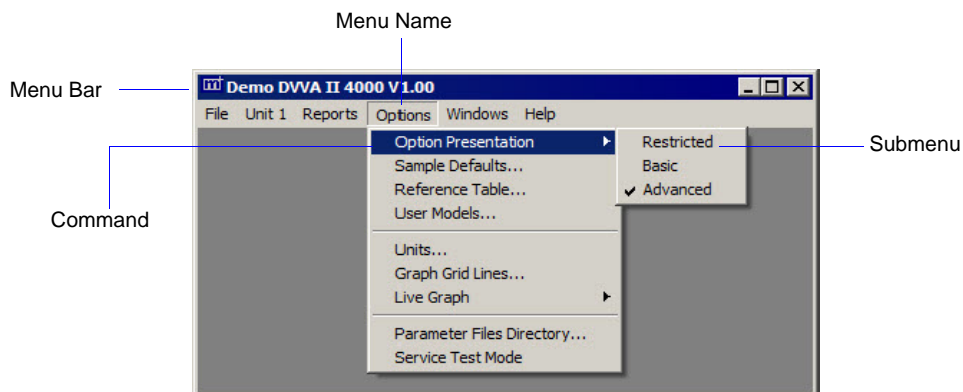 Menu Name
Menu Bar
Demo DVVA II 4000 V1.00
File Unit 1 Reports Options Windows Help
Option Presentation
Restricted
Submenu
Sample Defaults...
Basic
Reference Table...
Advanced
Command
User Models...
Units...
Graph Grid Lines...
Live Graph
Parameter Files Directory...
Service Test Mode